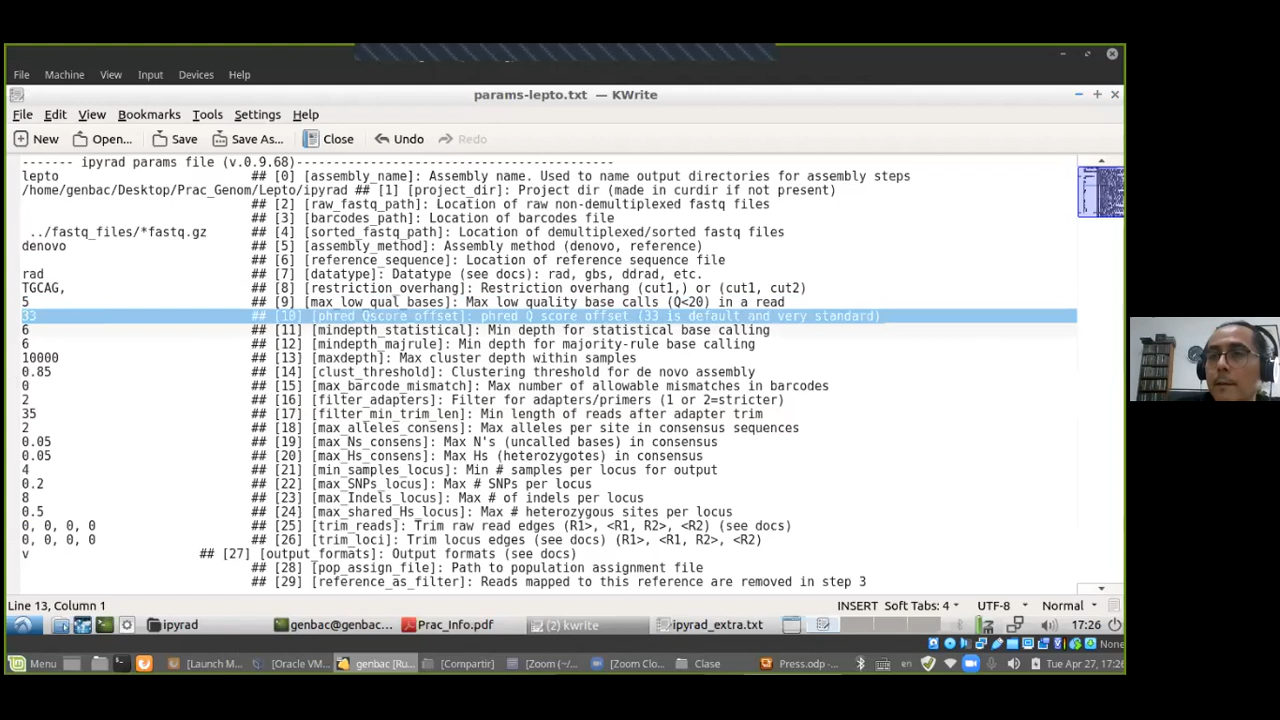 File Machine View Input Devices Help
params-lepto.txt — KWrite
File Edit View Bookmarks Tools Settings Help
New Open... Save Save As... Close Undo Redo
------- ipyrad params file (v.0.9.68)-------------------------------------------
lepto ## [0] [assembly_name]: Assembly name. Used to name output directories for assembly steps
/home/genbac/Desktop/Prac_Genom/Lepto/ipyrad ## [1] [project_dir]: Project dir (made in curdir if not present)
## [2] [raw_fastq_path]: Location of raw non-demultiplexed fastq files
## [3] [barcodes_path]: Location of barcodes file
../fastq_files/*fastq.gz ## [4] [sorted_fastq_path]: Location of demultiplexed/sorted fastq files
denovo ## [5] [assembly_method]: Assembly method (denovo, reference)
## [6] [reference_sequence]: Location of reference sequence file
rad ## [7] [datatype]: Datatype (see docs): rad, gbs, ddrad, etc.
TGCAG, ## [8] [restriction_overhang]: Restriction overhang (cut1,) or (cut1, cut2)
5 ## [9] [max_low_qual_bases]: Max low quality base calls (Q<20) in a read
33 ## [10] [phred_Qscore_offset]: phred Q score offset (33 is default and very standard)
6 ## [11] [mindepth_statistical]: Min depth for statistical base calling
6 ## [12] [mindepth_majrule]: Min depth for majority-rule base calling
10000 ## [13] [maxdepth]: Max cluster depth within samples
0.85 ## [14] [clust_threshold]: Clustering threshold for de novo assembly
0 ## [15] [max_barcode_mismatch]: Max number of allowable mismatches in barcodes
2 ## [16] [filter_adapters]: Filter for adapters/primers (1 or 2=stricter)
35 ## [17] [filter_min_trim_len]: Min length of reads after adapter trim
2 ## [18] [max_alleles_consens]: Max alleles per site in consensus sequences
0.05 ## [19] [max_Ns_consens]: Max N's (uncalled bases) in consensus
0.05 ## [20] [max_Hs_consens]: Max Hs (heterozygotes) in consensus
4 ## [21] [min_samples_locus]: Min # samples per locus for output
0.2 ## [22] [max_SNPs_locus]: Max # SNPs per locus
8 ## [23] [max_Indels_locus]: Max # of indels per locus
0.5 ## [24] [max_shared_Hs_locus]: Max # heterozygous sites per locus
0, 0, 0, 0 ## [25] [trim_reads]: Trim raw read edges (R1>, <R1, R2>, <R2) (see docs)
0, 0, 0, 0 ## [26] [trim_loci]: Trim locus edges (see docs) (R1>, <R1, R2>, <R2)
v ## [27] [output_formats]: Output formats (see docs)
## [28] [pop_assign_file]: Path to population assignment file
## [29] [reference_as_filter]: Reads mapped to this reference are removed in step 3
Line 13, Column 1 INSERT Soft Tabs: 4 UTF-8 Normal
ipyrad genbac@genbac... Prac_Info.pdf (2) kwrite ipyrad_extra.txt 17:26
None
Menu [Launch M... [Oracle VM... genbac [Ru... [Compartir] [Zoom (~/... [Zoom Clo... Clase Press.odp -... en Tue Apr 27, 17:26